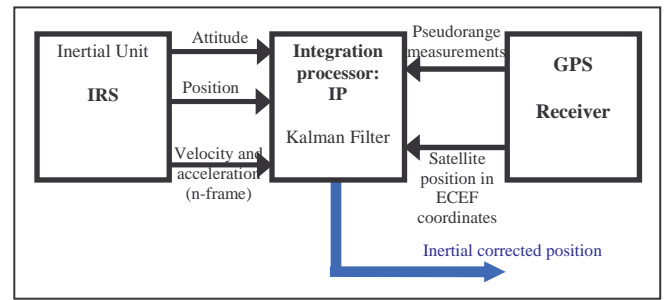 Inertial Unit
IRS
Attitude
Position
Velocity and
acceleration
(n-frame)
Integration
processor:
IP
Kalman Filter
Pseudorange
measurements
Satellite
position in
ECEF
coordinates
GPS
Receiver
Inertial corrected position